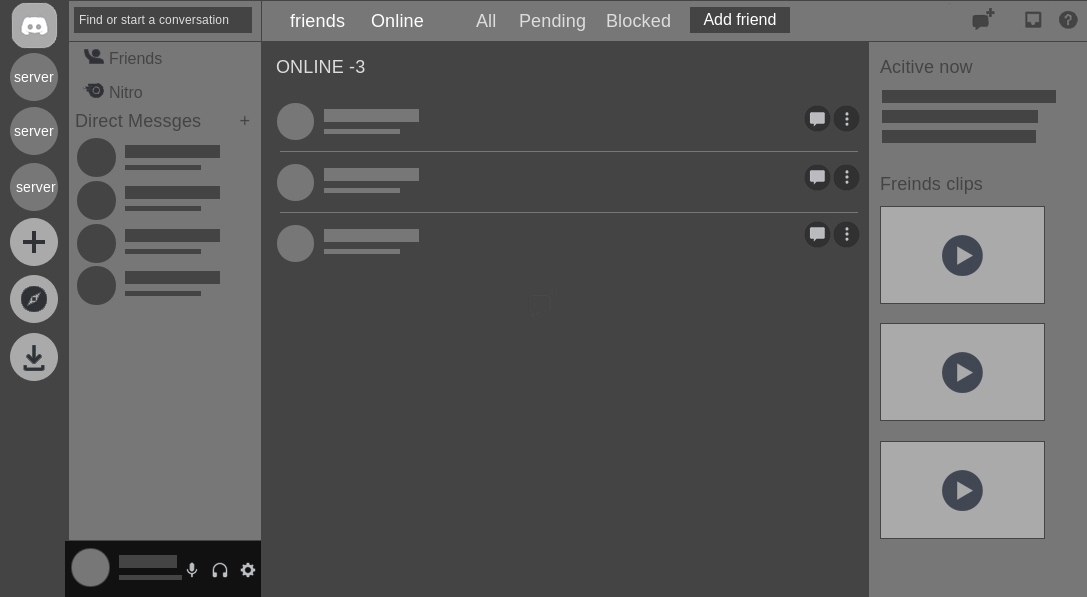 Find or start a conversation
friends Online All Pending Blocked Add friend
server
server
server
Friends
Nitro
Direct Messges +
ONLINE -3
Acitive now
Freinds clips